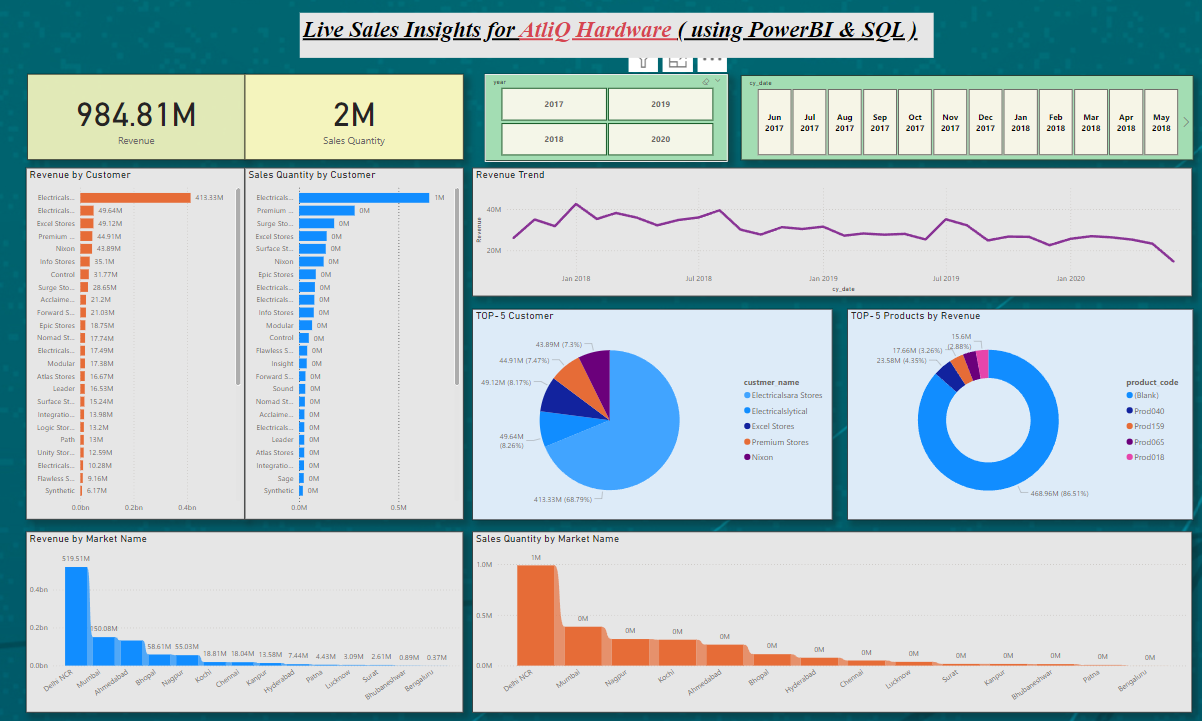 Live Sales Insights for AtliQ Hardware ( using PowerBI & SQL )
984.81M
Revenue
2M
Sales Quantity
year
2017
2019
2018
2020
cy_date
Jun 2017
Jul 2017
Aug 2017
Sep 2017
Oct 2017
Nov 2017
Dec 2017
Jan 2018
Feb 2018
Mar 2018
Apr 2018
May 2018
Revenue by Customer
Electricals... 413.33M
Electricals... 49.64M
Excel Stores 49.12M
Premium ... 44.91M
Nixon 43.89M
Info Stores 35.1M
Control 31.77M
Surge Sto... 28.65M
Acclaime... 21.2M
Forward S... 21.03M
Epic Stores 18.75M
Nomad St... 17.74M
Electricals... 17.49M
Modular 17.38M
Atlas Stores 16.67M
Leader 16.53M
Surface St... 15.24M
Integratio... 13.98M
Logic Stor... 13.2M
Path 13M
Unity Stor... 12.59M
Electricals... 10.28M
Flawless S... 9.16M
Synthetic 6.17M
0.0bn 0.2bn 0.4bn
Sales Quantity by Customer
Electricals... 1M
Premium ... 0M
Surge Sto... 0M
Excel Stores 0M
Surface St... 0M
Nixon 0M
Epic Stores 0M
Electricals... 0M
Electricals... 0M
Info Stores 0M
Modular 0M
Control 0M
Flawless S... 0M
Insight 0M
Forward S... 0M
Sound 0M
Nomad St... 0M
Acclaime... 0M
Electricals... 0M
Leader 0M
Atlas Stores 0M
Integratio... 0M
Sage 0M
Synthetic 0M
0.0M 0.5M
Revenue Trend
Revenue
40M
20M
Jan 2018 Jul 2018 Jan 2019 Jul 2019 Jan 2020
cy_date
TOP-5 Customer
43.89M (7.3%)
44.91M (7.47%)
49.12M (8.17%)
49.64M
(8.26%)
413.33M (68.79%)
custmer_name
Electricalsara Stores
Electricalslytical
Excel Stores
Premium Stores
Nixon
TOP-5 Products by Revenue
15.6M
(2.88%)
17.66M (3.26%)
23.58M (4.35%)
468.96M (86.51%)
product_code
(Blank)
Prod040
Prod159
Prod065
Prod018
Revenue by Market Name
0.4bn
0.2bn
0.0bn
519.51M
150.08M
58.61M
55.03M
18.81M
18.04M
13.58M
7.44M
4.43M
3.09M
2.61M
0.89M
0.37M
Delhi NCR
Mumbai
Ahmedabad
Bhopal
Nagpur
Kochi
Chennai
Kanpur
Hyderabad
Patna
Lucknow
Surat
Bhubaneshwar
Bengaluru
Sales Quantity by Market Name
1.0M
0.5M
0.0M
1M
0M
0M
0M
0M
0M
0M
0M
0M
0M
0M
0M
0M
0M
Delhi NCR
Mumbai
Nagpur
Kochi
Ahmedabad
Bhopal
Hyderabad
Chennai
Lucknow
Surat
Kanpur
Bhubaneshwar
Patna
Bengaluru